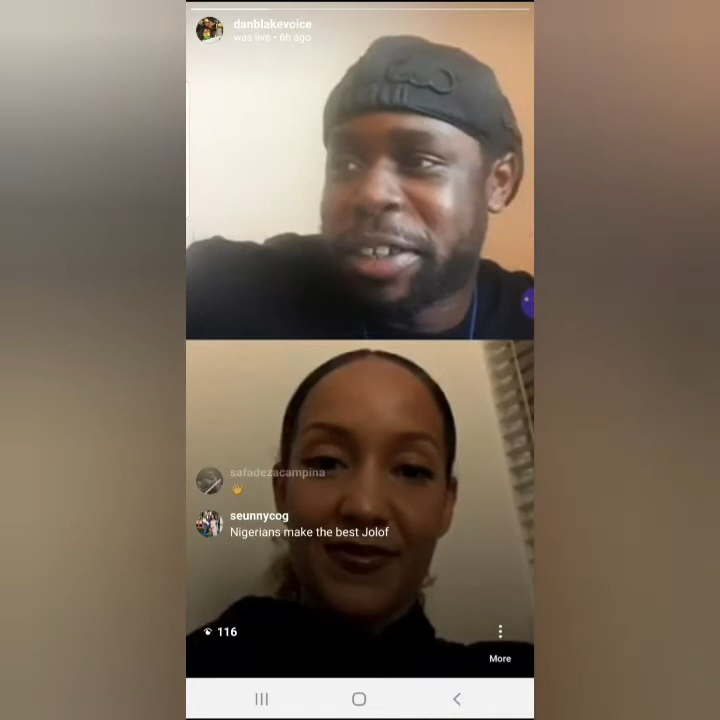 danblakevoice
was live • 6h ago
safadezacampina
👋
seunnycog
Nigerians make the best Jolof
116
More